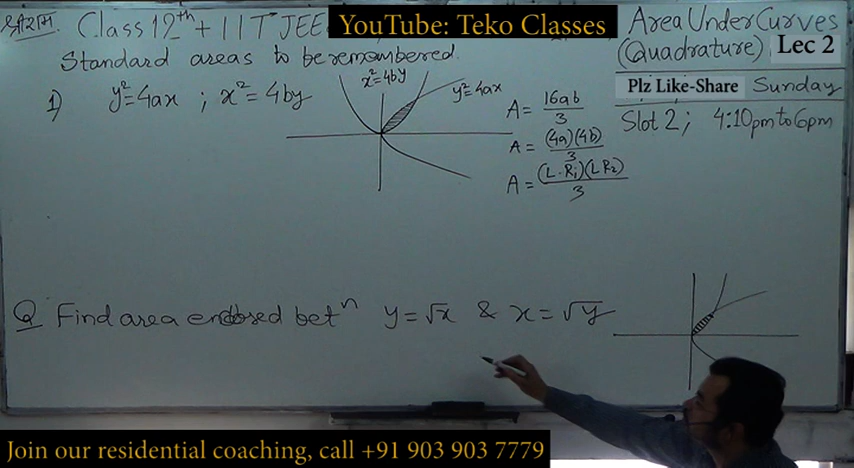 श्रीराम. Class 12th + IIT JEE
YouTube: Teko Classes
Area Under Curves
(Quadrature) Lec 2
Plz Like-Share Sunday
Slot 2; 4:10pm to 6pm
Standard areas to be remembered.
1) y²=4ax ; x²=4by
x²=4by
y²=4ax
A = 16ab/3
A = (4a)(4b)/3
A = (L.R₁)(LR₂)/3
Q Find area enclosed betⁿ y=√x & x=√y
Join our residential coaching, call +91 903 903 7779